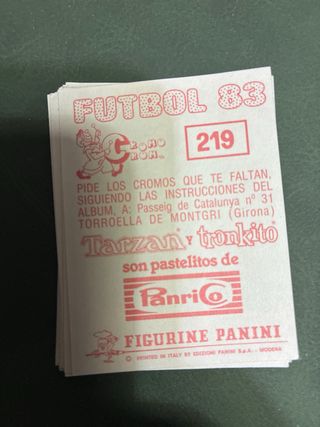 FUTBOL 83
CROMO
CROM
219
PIDE LOS CROMOS QUE TE FALTAN,
SIGUIENDO LAS INSTRUCCIONES DEL
ALBUM, A: Passeig de Catalunya nº 31
TORROELLA DE MONTGRI (Girona)
Tarzan y tronkito
son pastelitos de
PanriCo
FIGURINE PANINI
© PRINTED IN ITALY BY EDIZIONI PANINI S.p.A. - MODENA